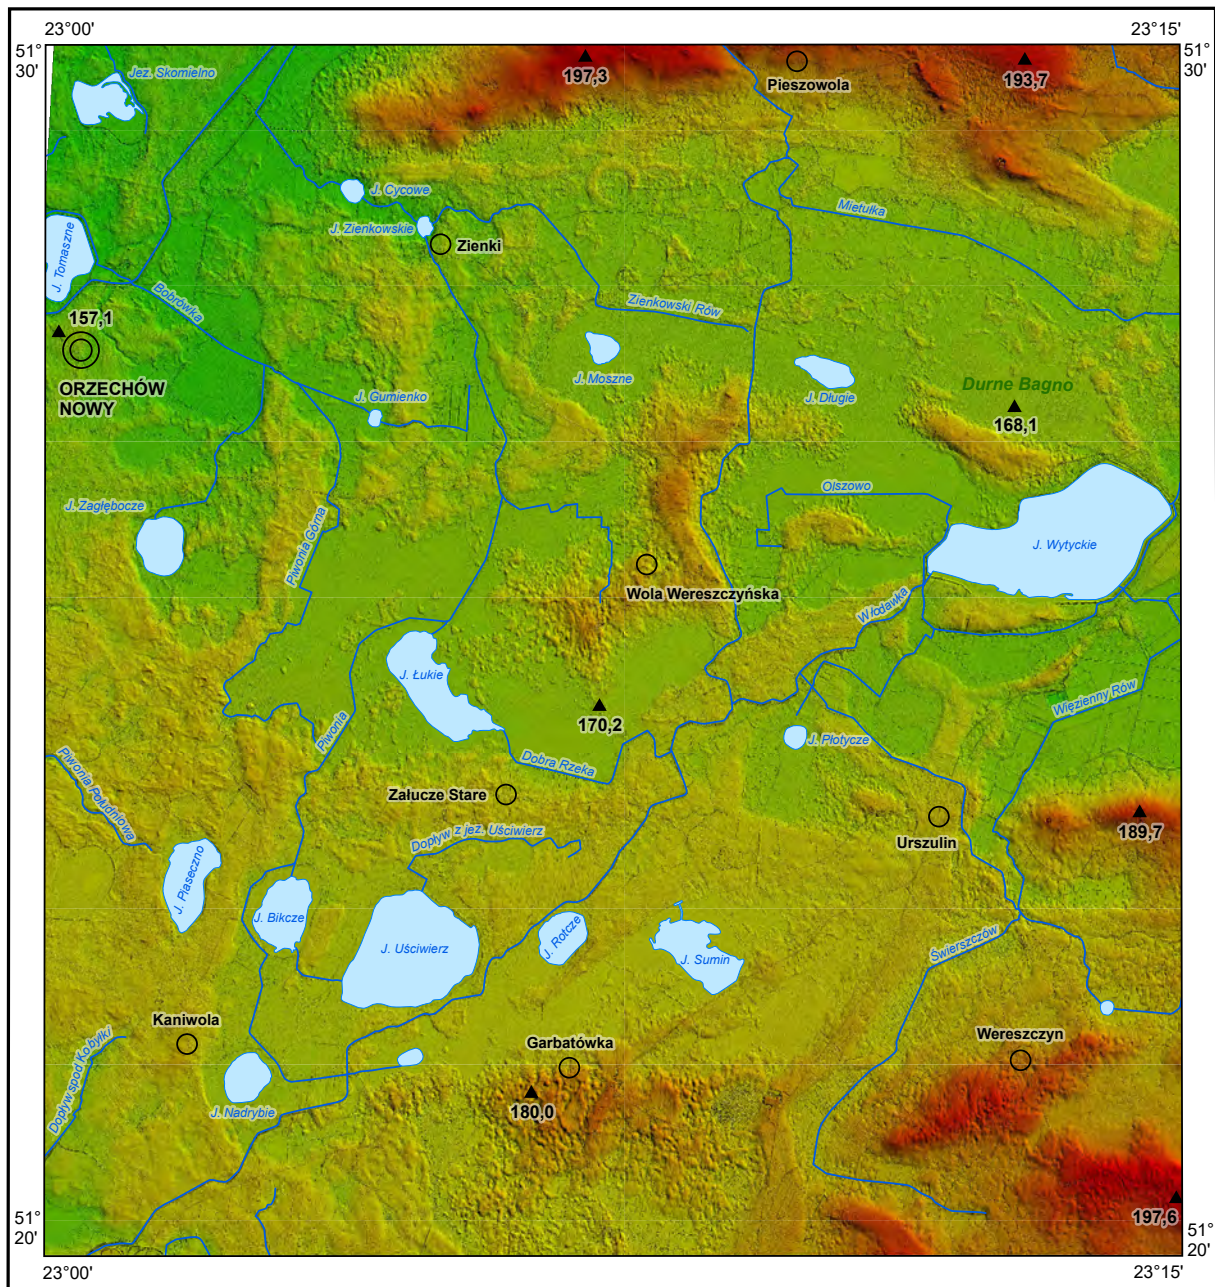 23°00'
23°15'
51°
30'
51°
30'
Jez. Skomielno
197,3
Pieszowola
193,7
J. Cycowe
J. Zienkowskie
Zienki
Mietułka
J. Tomaszne
Bobrówka
Zienkowski Rów
157,1
ORZECHÓW
NOWY
J. Moszne
J. Długie
Durne Bagno
168,1
J. Gumienko
J. Zagłębocze
Piwonia Górna
Olszowo
J. Wytyckie
Wola Wereszczyńska
Włodawka
J. Łukie
170,2
Więzienny Rów
Piwonia
J. Płotycze
Dobra Rzeka
Piwonia Południowa
Załucze Stare
Dopływ z jez. Uściwierz
Urszulin
189,7
J. Piaseczno
J. Bikcze
J. Uściwierz
J. Rotcze
J. Sumin
Świerszczów
Kaniwola
Garbatówka
Wereszczyn
Dopływ spod Kobyłki
J. Nadrybie
180,0
197,6
51°
20'
51°
20'
23°00'
23°15'